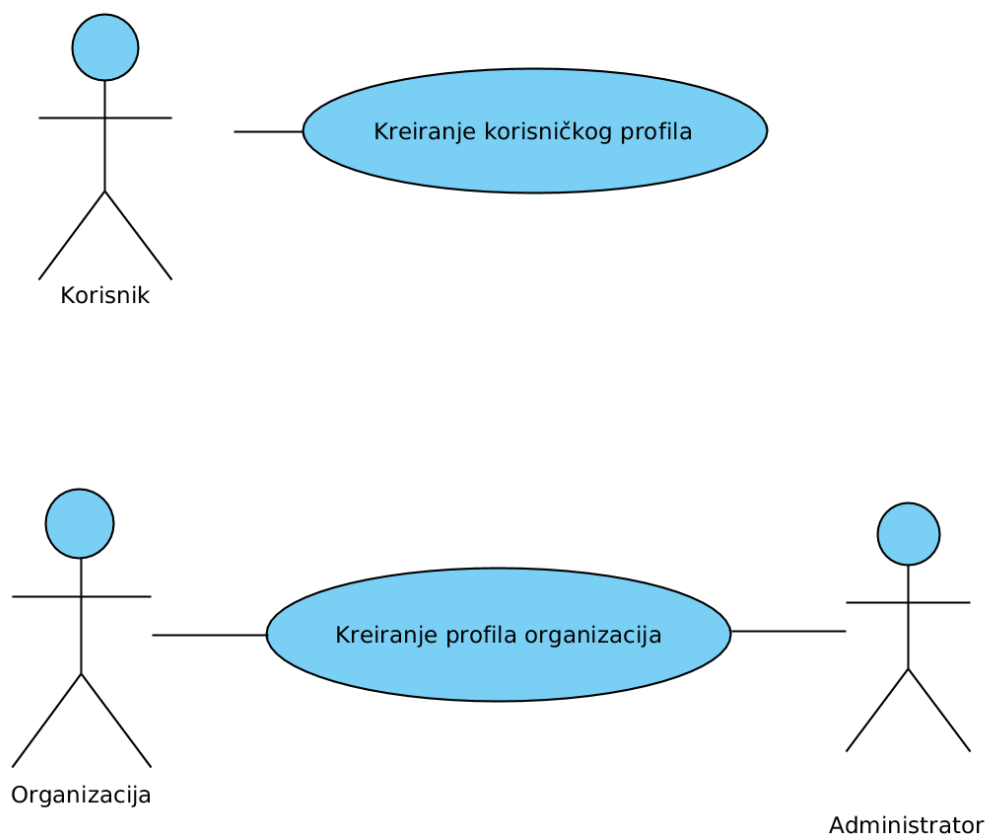 Kreiranje korisničkog profila
Korisnik
Kreiranje profila organizacija
Organizacija
Administrator